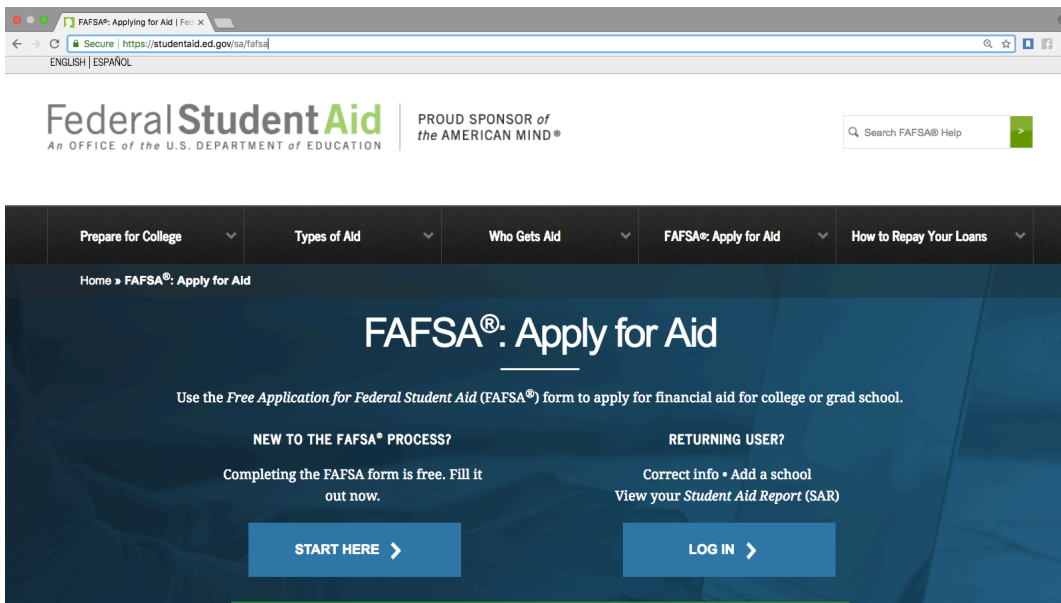 FAFSA®: Applying for Aid | Fed
Secure | https://studentaid.ed.gov/sa/fafsa
ENGLISH | ESPAÑOL
Federal Student Aid
An OFFICE of the U.S. DEPARTMENT of EDUCATION
PROUD SPONSOR of
the AMERICAN MIND®
Search FAFSA® Help
>
Prepare for College
Types of Aid
Who Gets Aid
FAFSA®: Apply for Aid
How to Repay Your Loans
Home » FAFSA®: Apply for Aid
FAFSA®: Apply for Aid
Use the Free Application for Federal Student Aid (FAFSA®) form to apply for financial aid for college or grad school.
NEW TO THE FAFSA® PROCESS?
Completing the FAFSA form is free. Fill it
out now.
START HERE
RETURNING USER?
Correct info • Add a school
View your Student Aid Report (SAR)
LOG IN